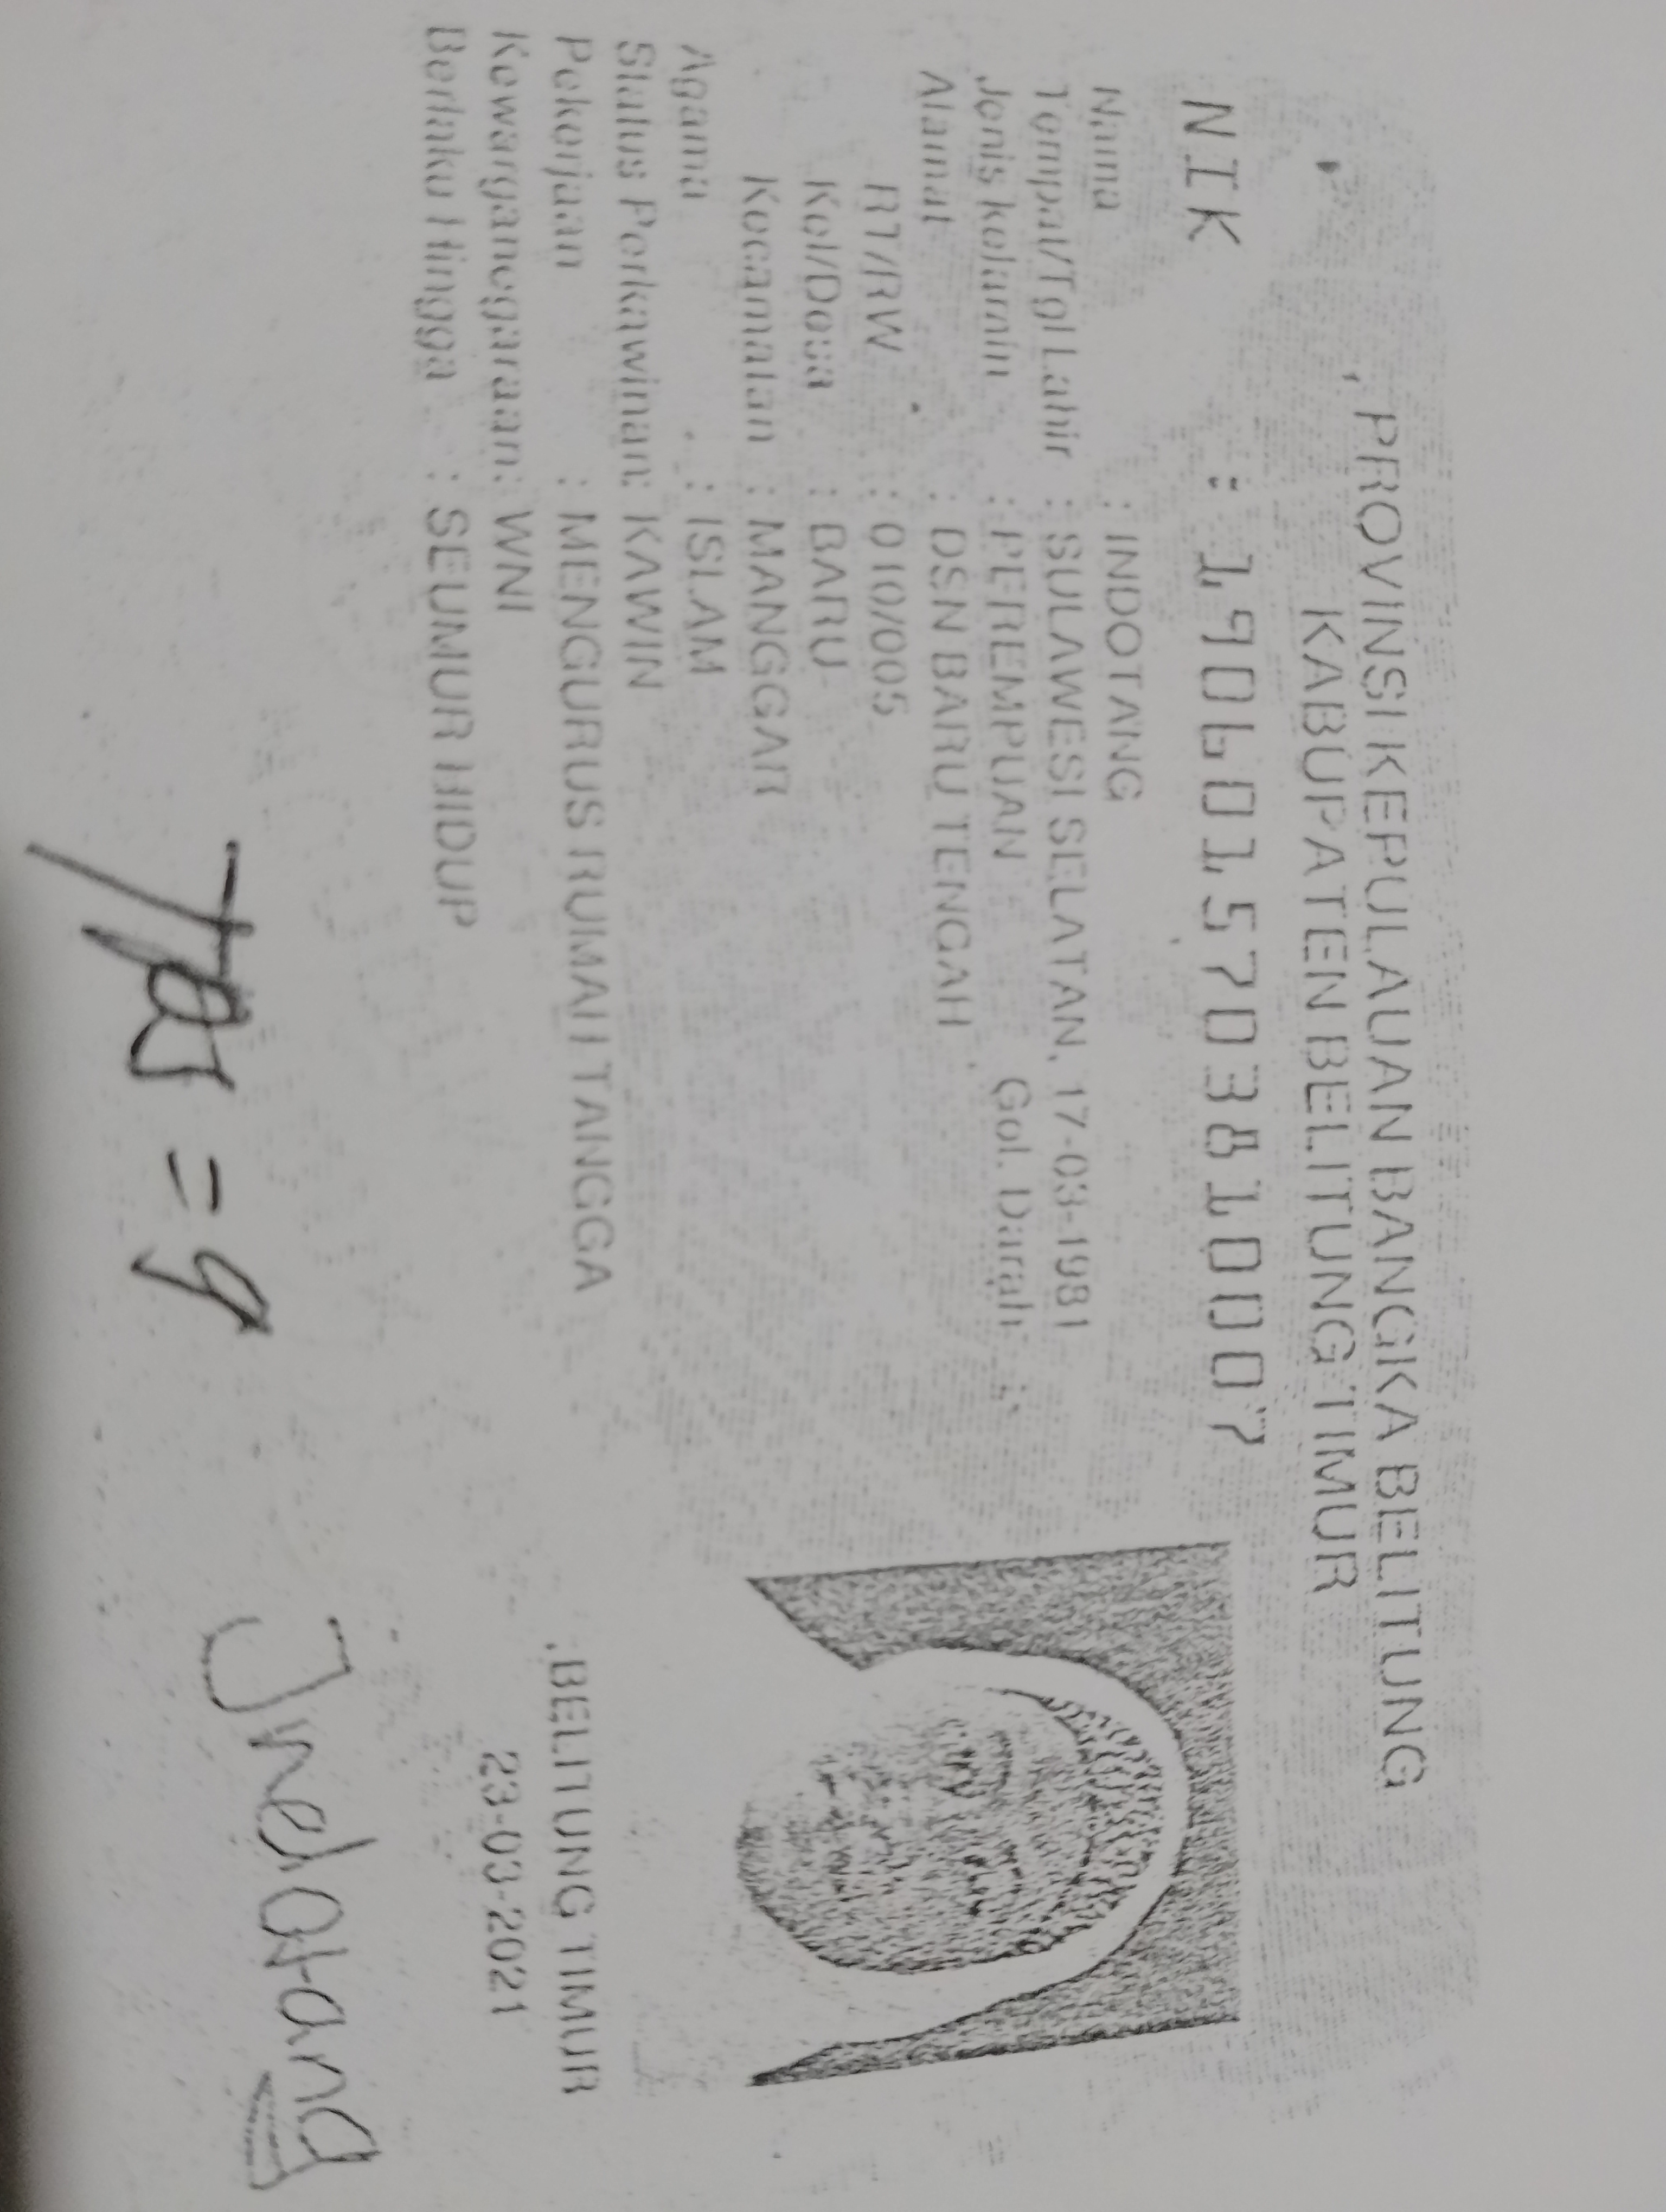 PROVINSI KEPULAUAN BANGKA BELITUNG
KABUPATEN BELITUNG TIMUR
NIK : 1906015703810007
Nama : INDOTANG
Tempat/Tgl Lahir : SULAWESI SELATAN, 17-03-1981
Jenis kelamin : PEREMPUAN Gol. Darah :-
Alamat : DSN BARU TENGAH
RT/RW : 010/005
Kel/Desa : BARU
Kecamatan : MANGGAR
Agama : ISLAM
Status Perkawinan: KAWIN
Pekerjaan : MENGURUS RUMAH TANGGA
Kewarganegaraan: WNI
Berlaku Hingga : SEUMUR HIDUP
BELITUNG TIMUR
23-03-2021
Indotang
TPS = 9